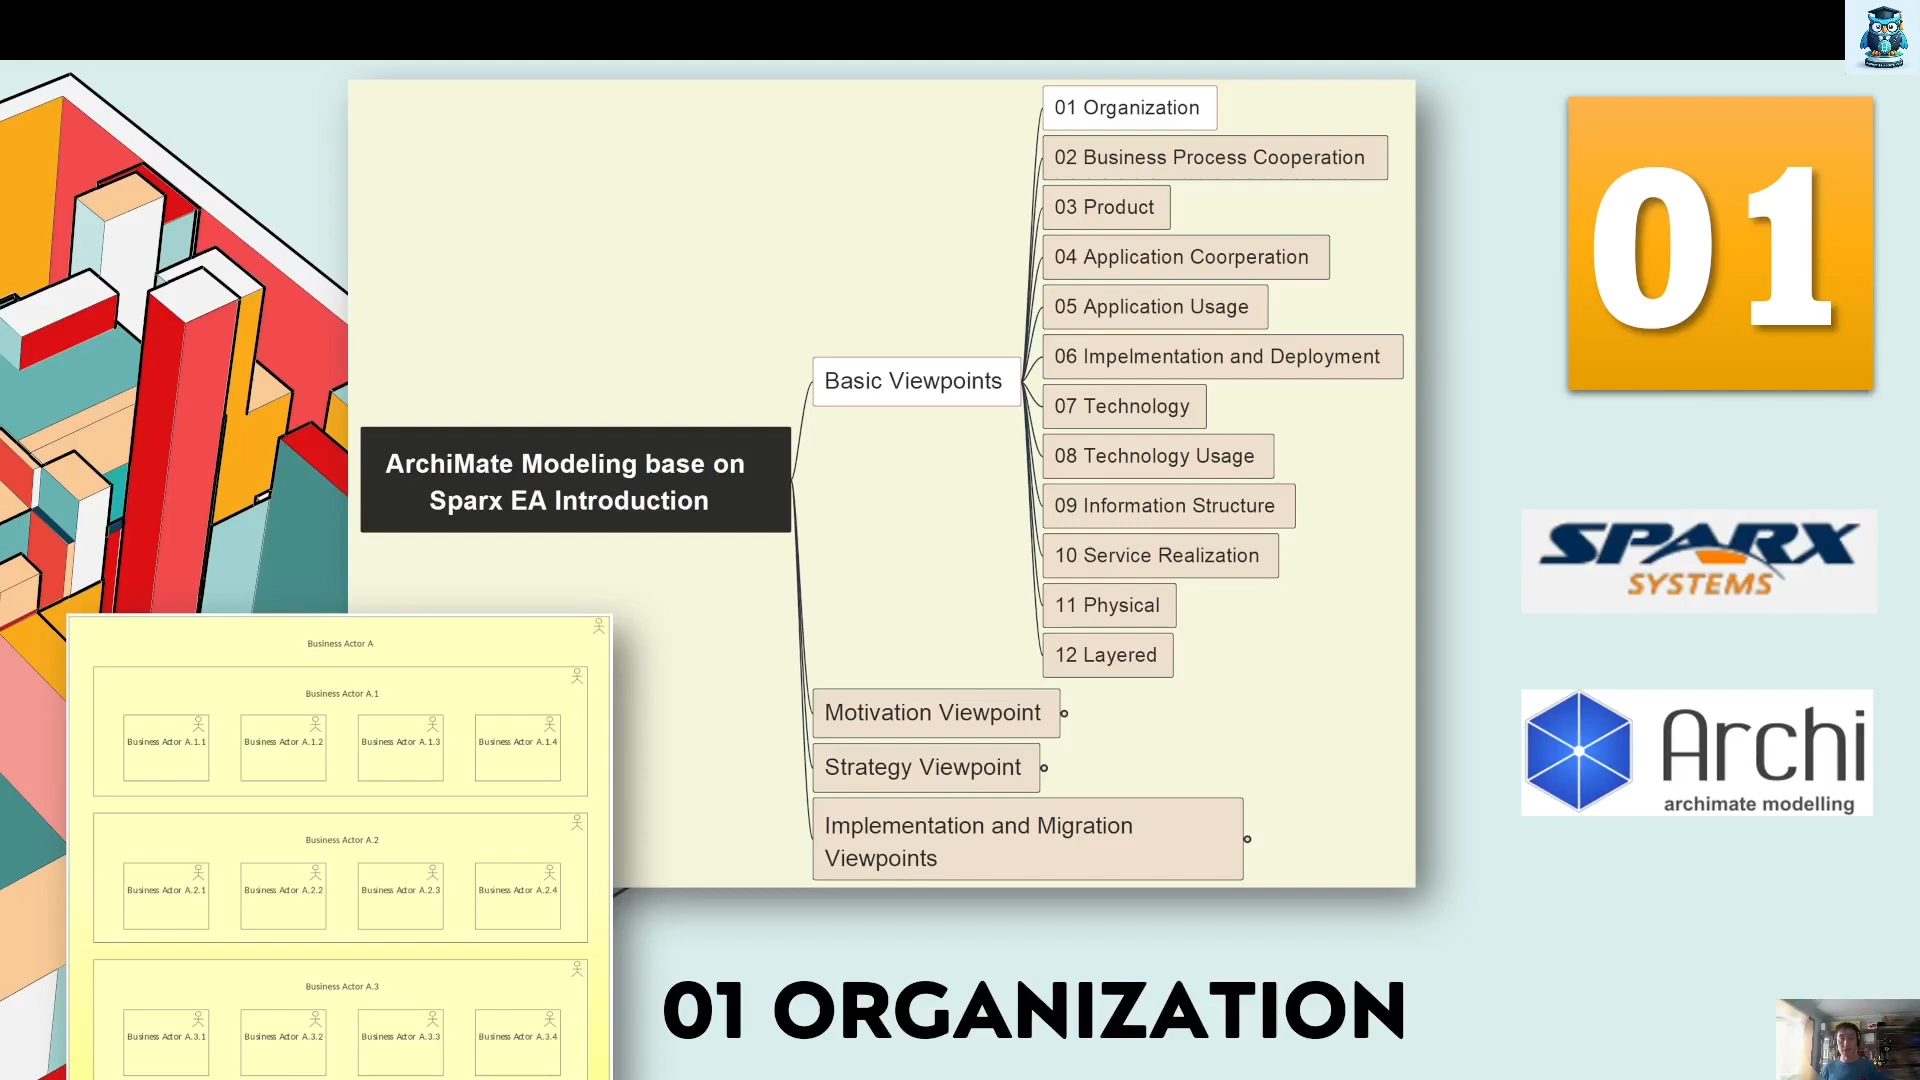 01 Organization
02 Business Process Cooperation
03 Product
04 Application Coorperation
05 Application Usage
06 Impelmentation and Deployment
07 Technology
08 Technology Usage
09 Information Structure
10 Service Realization
11 Physical
12 Layered
Basic Viewpoints
ArchiMate Modeling base on
Sparx EA Introduction
Motivation Viewpoint
Strategy Viewpoint
Implementation and Migration
Viewpoints
01
SPARX
SYSTEMS
Archi
archimate modelling
Business Actor A
Business Actor A.1
Business Actor A.1.1
Business Actor A.1.2
Business Actor A.1.3
Business Actor A.1.4
Business Actor A.2
Business Actor A.2.1
Business Actor A.2.2
Business Actor A.2.3
Business Actor A.2.4
Business Actor A.3
Business Actor A.3.1
Business Actor A.3.2
Business Actor A.3.3
Business Actor A.3.4
01 ORGANIZATION